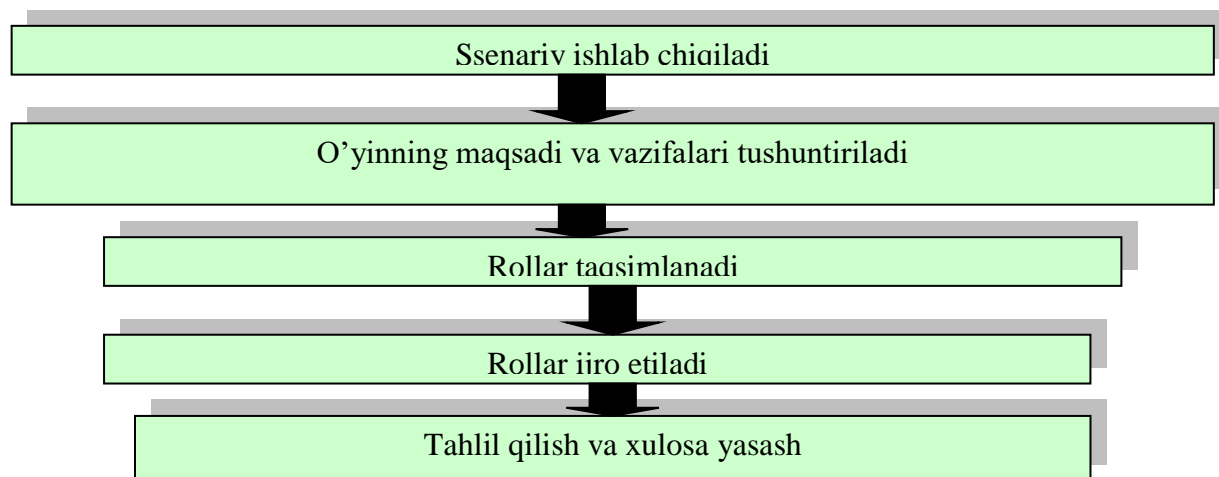 Ssenariy ishlab chiqiladi
O’yinning maqsadi va vazifalari tushuntiriladi
Rollar taqsimlanadi
Rollar ijro etiladi
Tahlil qilish va xulosa yasash